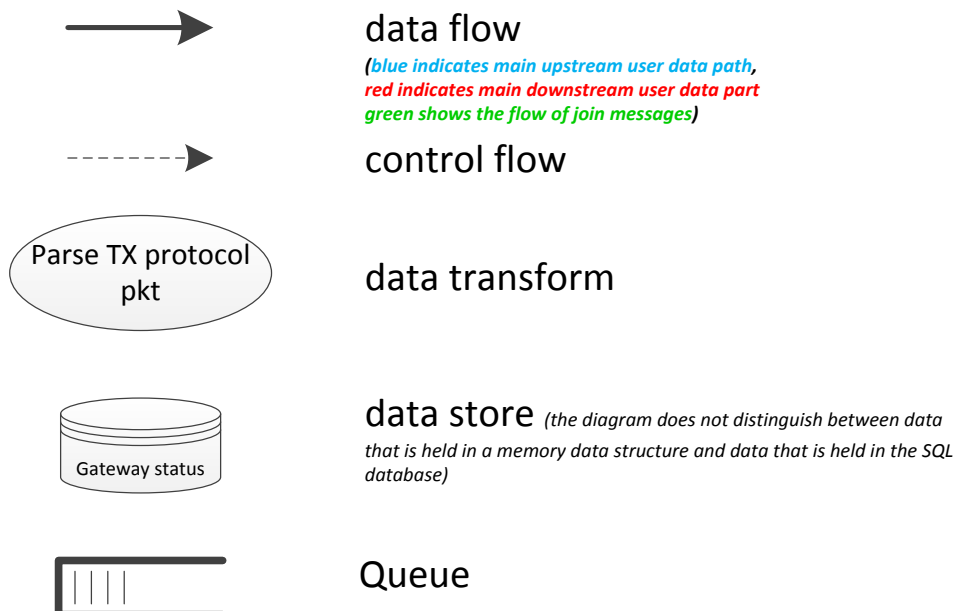 data flow
(blue indicates main upstream user data path,
red indicates main downstream user data part
green shows the flow of join messages)
control flow
Parse TX protocol
pkt
data transform
data store (the diagram does not distinguish between data
that is held in a memory data structure and data that is held in the SQL
database)
Gateway status
Queue